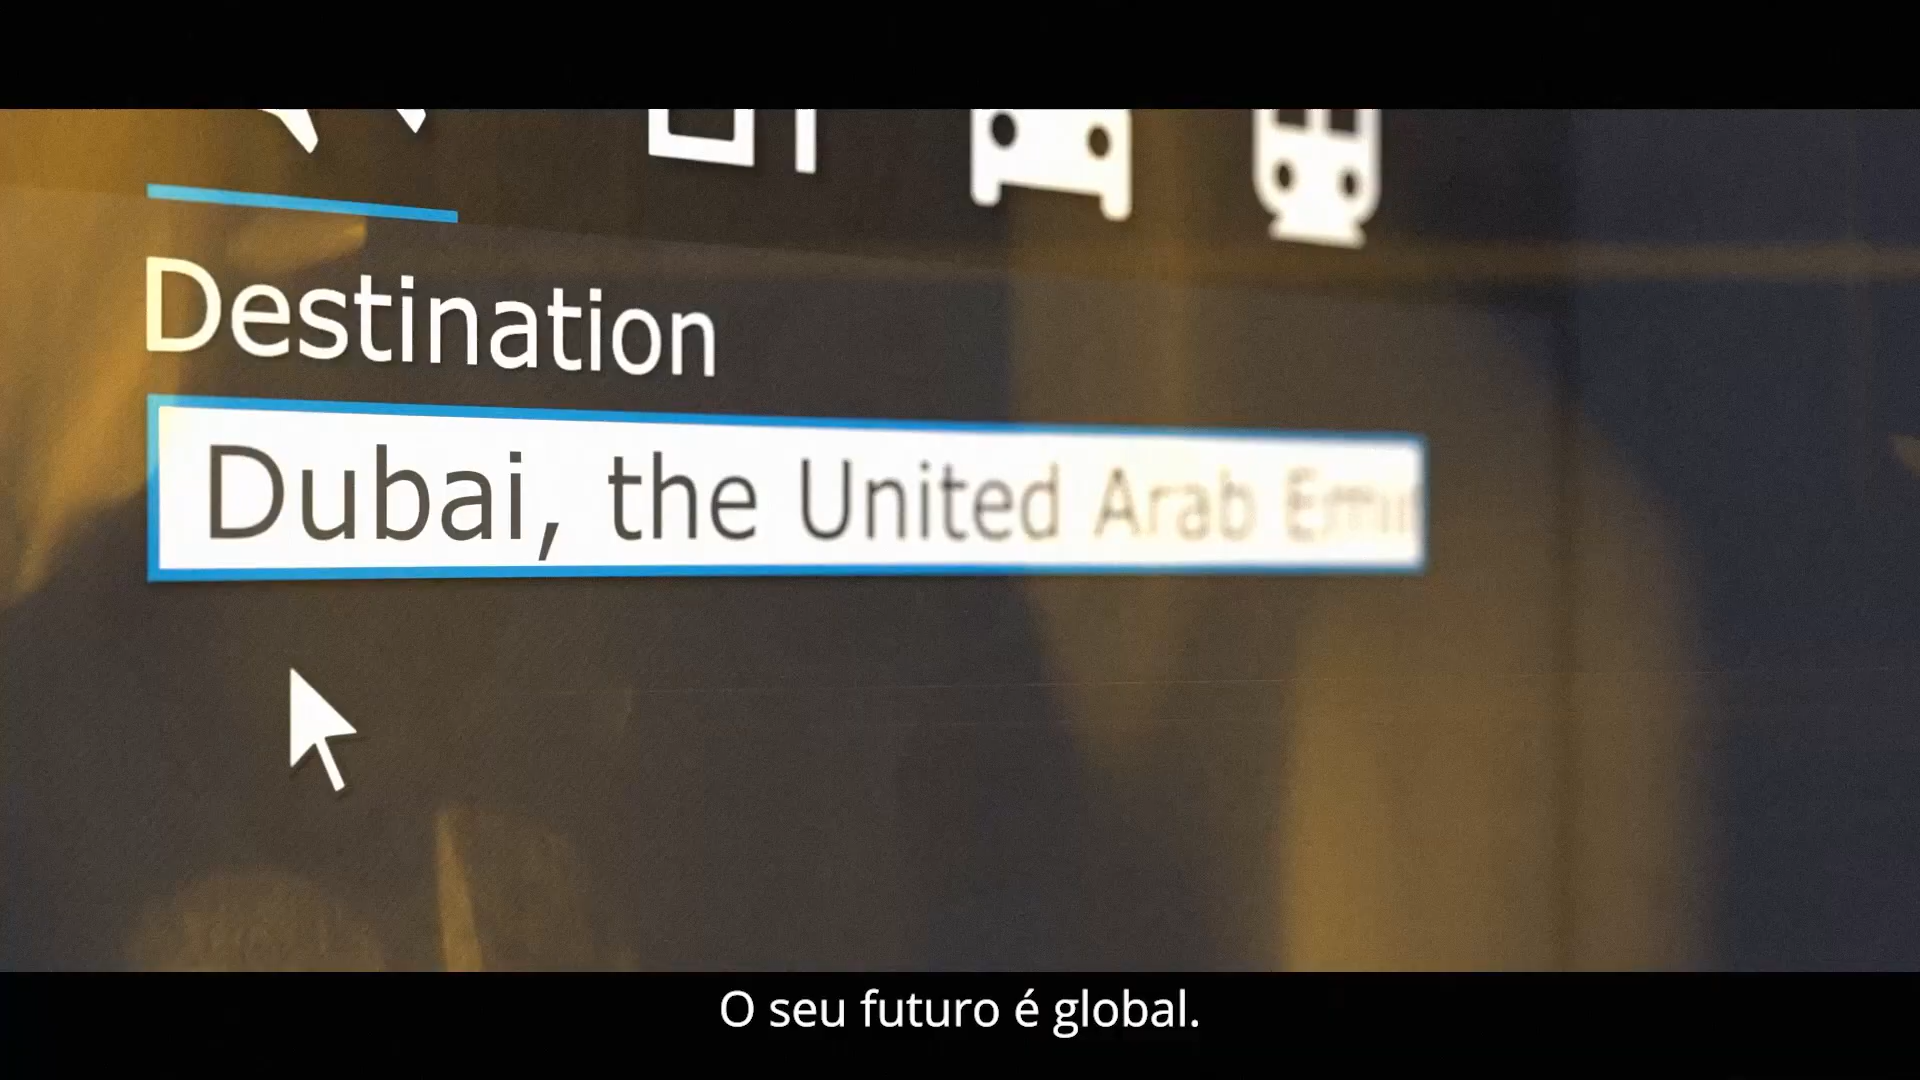 Destination
Dubai, the United Arab
O seu futuro é global.